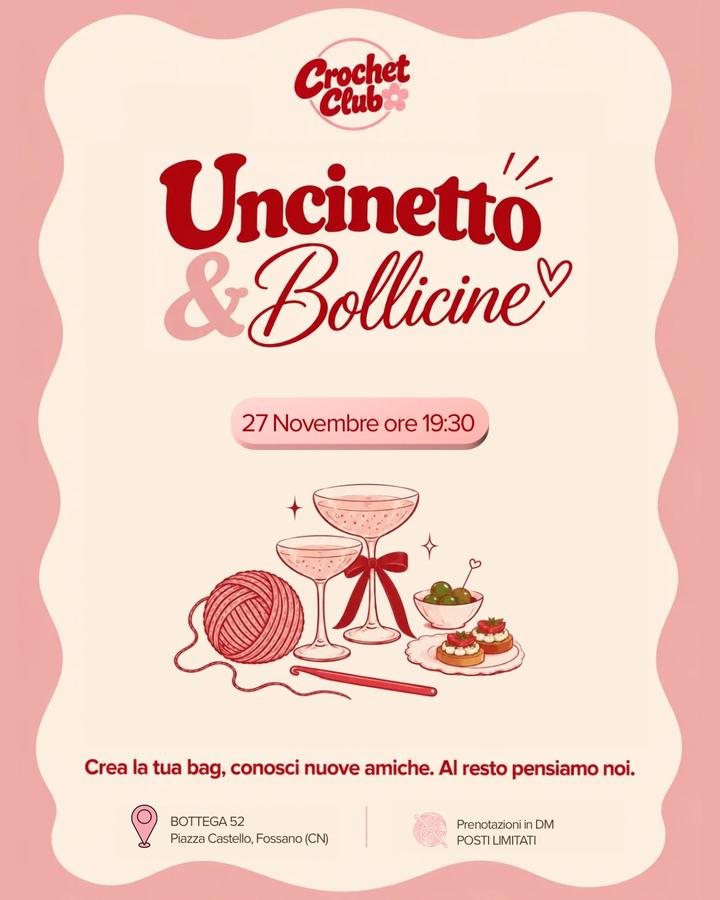 Crochet
Club
Uncinetto
& Bollicine
27 Novembre ore 19:30
Crea la tua bag, conosci nuove amiche. Al resto pensiamo noi.
BOTTEGA 52
Piazza Castello, Fossano (CN)
Prenotazioni in DM
POSTI LIMITATI